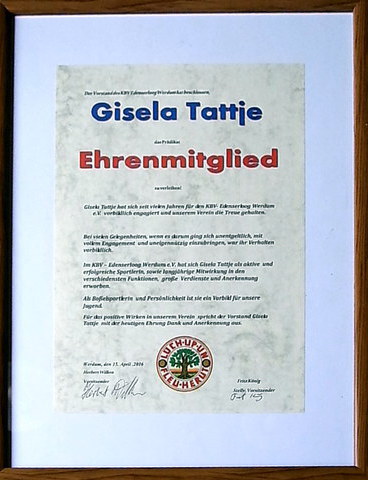 Der Vorstand des KBV Edenserloog Werdum hat beschlossen,
Gisela Tattje
das Prädikat
Ehrenmitglied
zu verleihen!
Gisela Tattje hat sich seit vielen Jahren für den KBV- Edenserloog Werdum
e.V. vorbildlich engagiert und unserem Verein die Treue gehalten.
Bei vielen Gelegenheiten, wenn es darum ging sich unentgeltlich, mit
vollem Engagement und uneigennützig einzubringen, war ihr Verhalten
vorbildlich.
Im KBV – Edenserloog Werdum e.V. hat sich Gisela Tattje als aktive und
erfolgreiche Sportlerin, sowie langjährige Mitwirkung in den
verschiedensten Funktionen, große Verdienste und Anerkennung
erworben.
Als Boßelsportlerin und Persönlichkeit ist sie ein Vorbild für unsere
Jugend.
Für das positive Wirken in unserem Verein spricht der Vorstand Gisela
Tattje mit der heutigen Ehrung Dank und Anerkennung aus.
LÜCH·UP·UN
FLEU·HERUT
Werdum, den 15. April 2016
Herbert Willms
Vorsitzender
Fritz König
Stellv. Vorsitzender